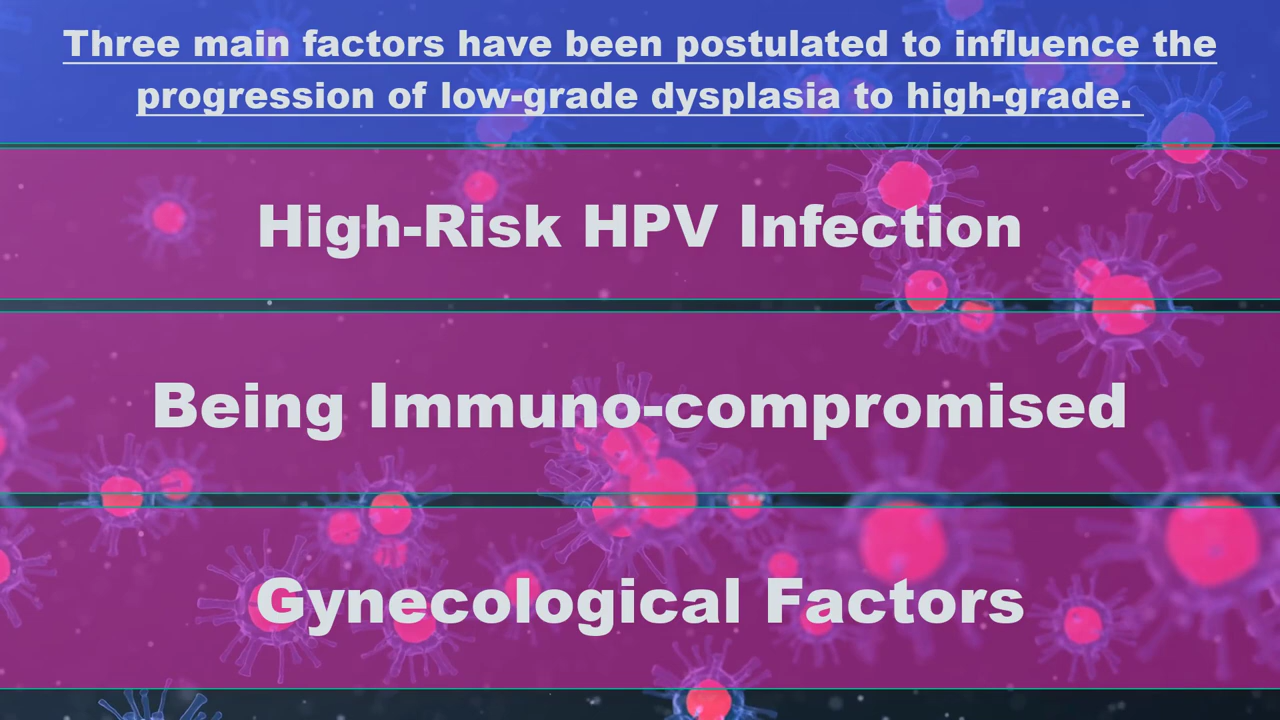 Three main factors have been postulated to influence the
progression of low-grade dysplasia to high-grade.
High-Risk HPV Infection
Being Immuno-compromised
Gynecological Factors